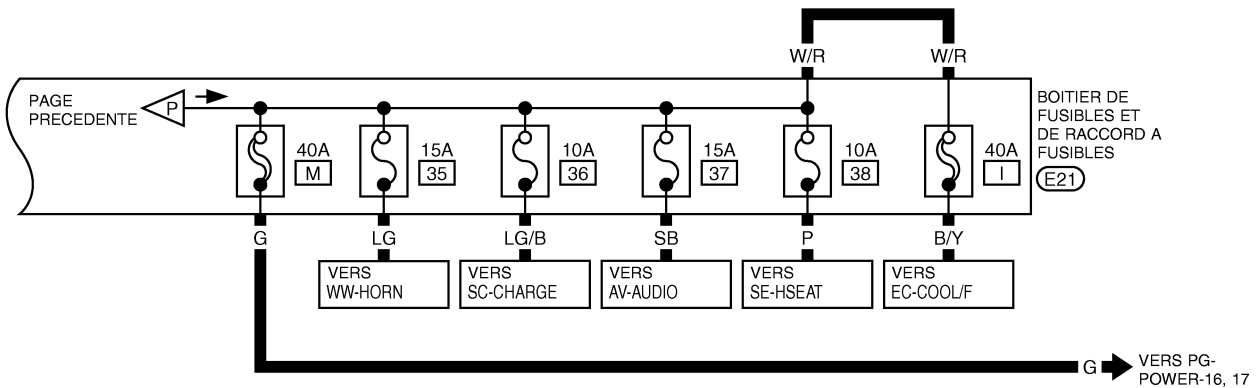 W/R
W/R
PAGE
PRECEDENTE
P
40A
M
15A
35
10A
36
15A
37
10A
38
40A
I
BOITIER DE
FUSIBLES ET
DE RACCORD A
FUSIBLES
E21
G
LG
LG/B
SB
P
B/Y
VERS
WW-HORN
VERS
SC-CHARGE
VERS
AV-AUDIO
VERS
SE-HSEAT
VERS
EC-COOL/F
G
VERS PG-
POWER-16, 17